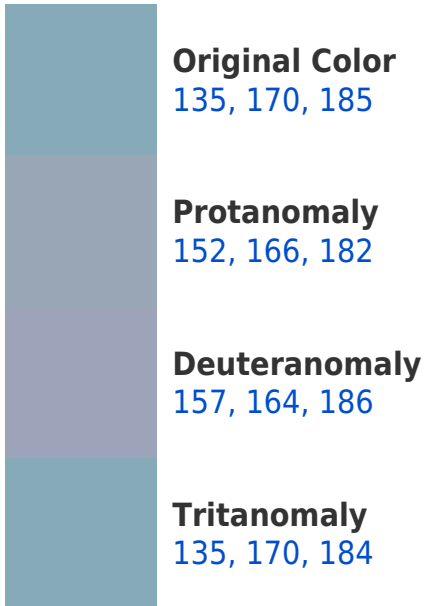 Original Color
135, 170, 185
Protanomaly
152, 166, 182
Deuteranomaly
157, 164, 186
Tritanomaly
135, 170, 184